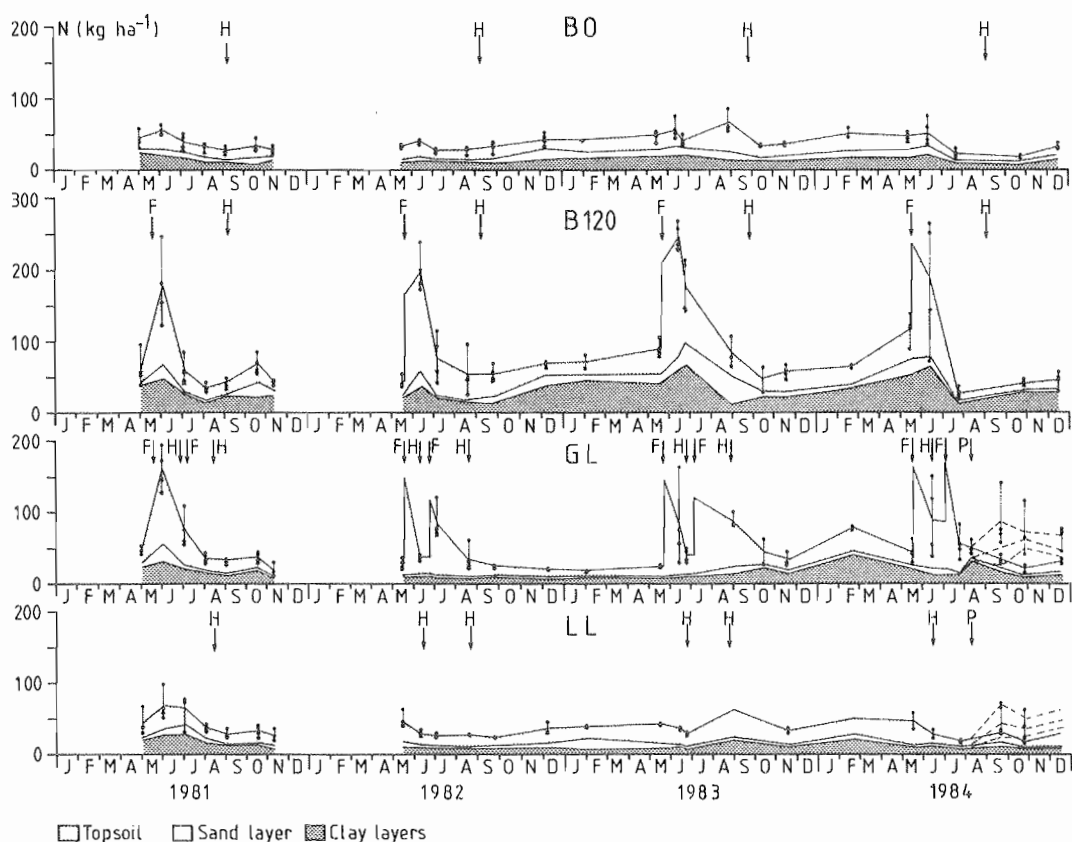 200 N (kg ha⁻¹) H H B0 H H
100
0
J F M A M J J A S O N D J F M A M J J A S O N D J F M A M J J A S O N D J F M A M J J A S O N D
300 F H F H B120 F H F H
200
100
0
J F M A M J J A S O N D J F M A M J J A S O N D J F M A M J J A S O N D J F M A M J J A S O N D
200 F H F H F H F H GL F H F H F H F P
100
0
J F M A M J J A S O N D J F M A M J J A S O N D J F M A M J J A S O N D J F M A M J J A S O N D
200 H H H LL H H H P
100
0
J F M A M J J A S O N D J F M A M J J A S O N D J F M A M J J A S O N D J F M A M J J A S O N D
1981 1982 1983 1984
Topsoil Sand layer Clay layers